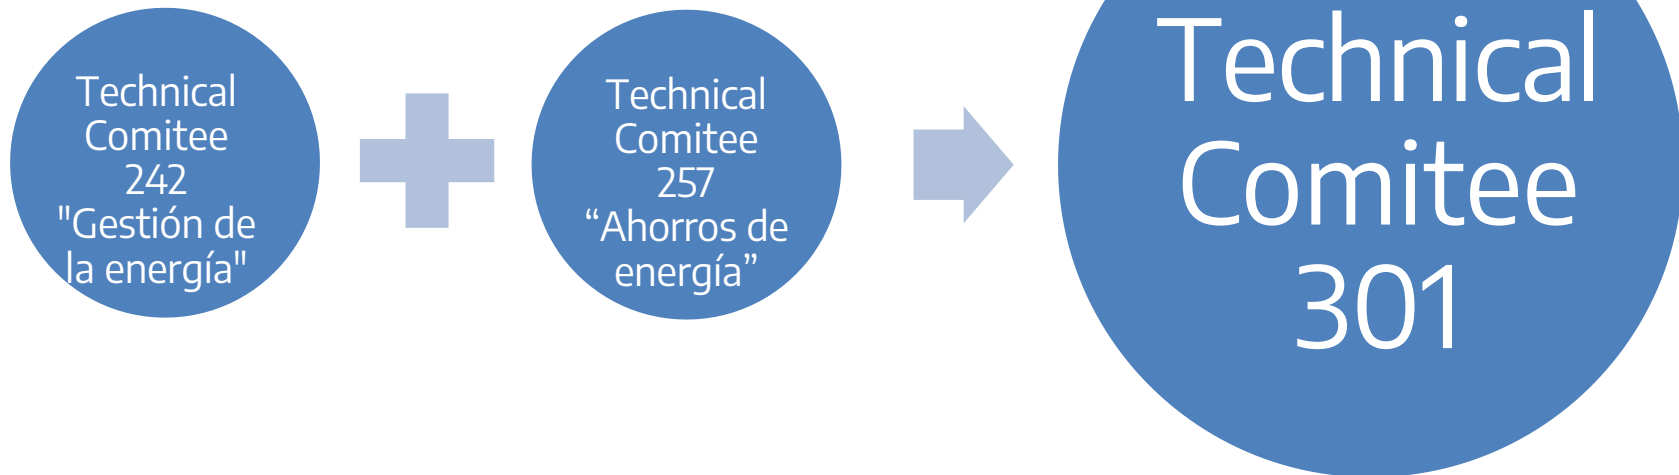 Technical
Comitee
242
"Gestión de
la energía"
Technical
Comitee
257
“Ahorros de
energía”
Technical
Comitee
301